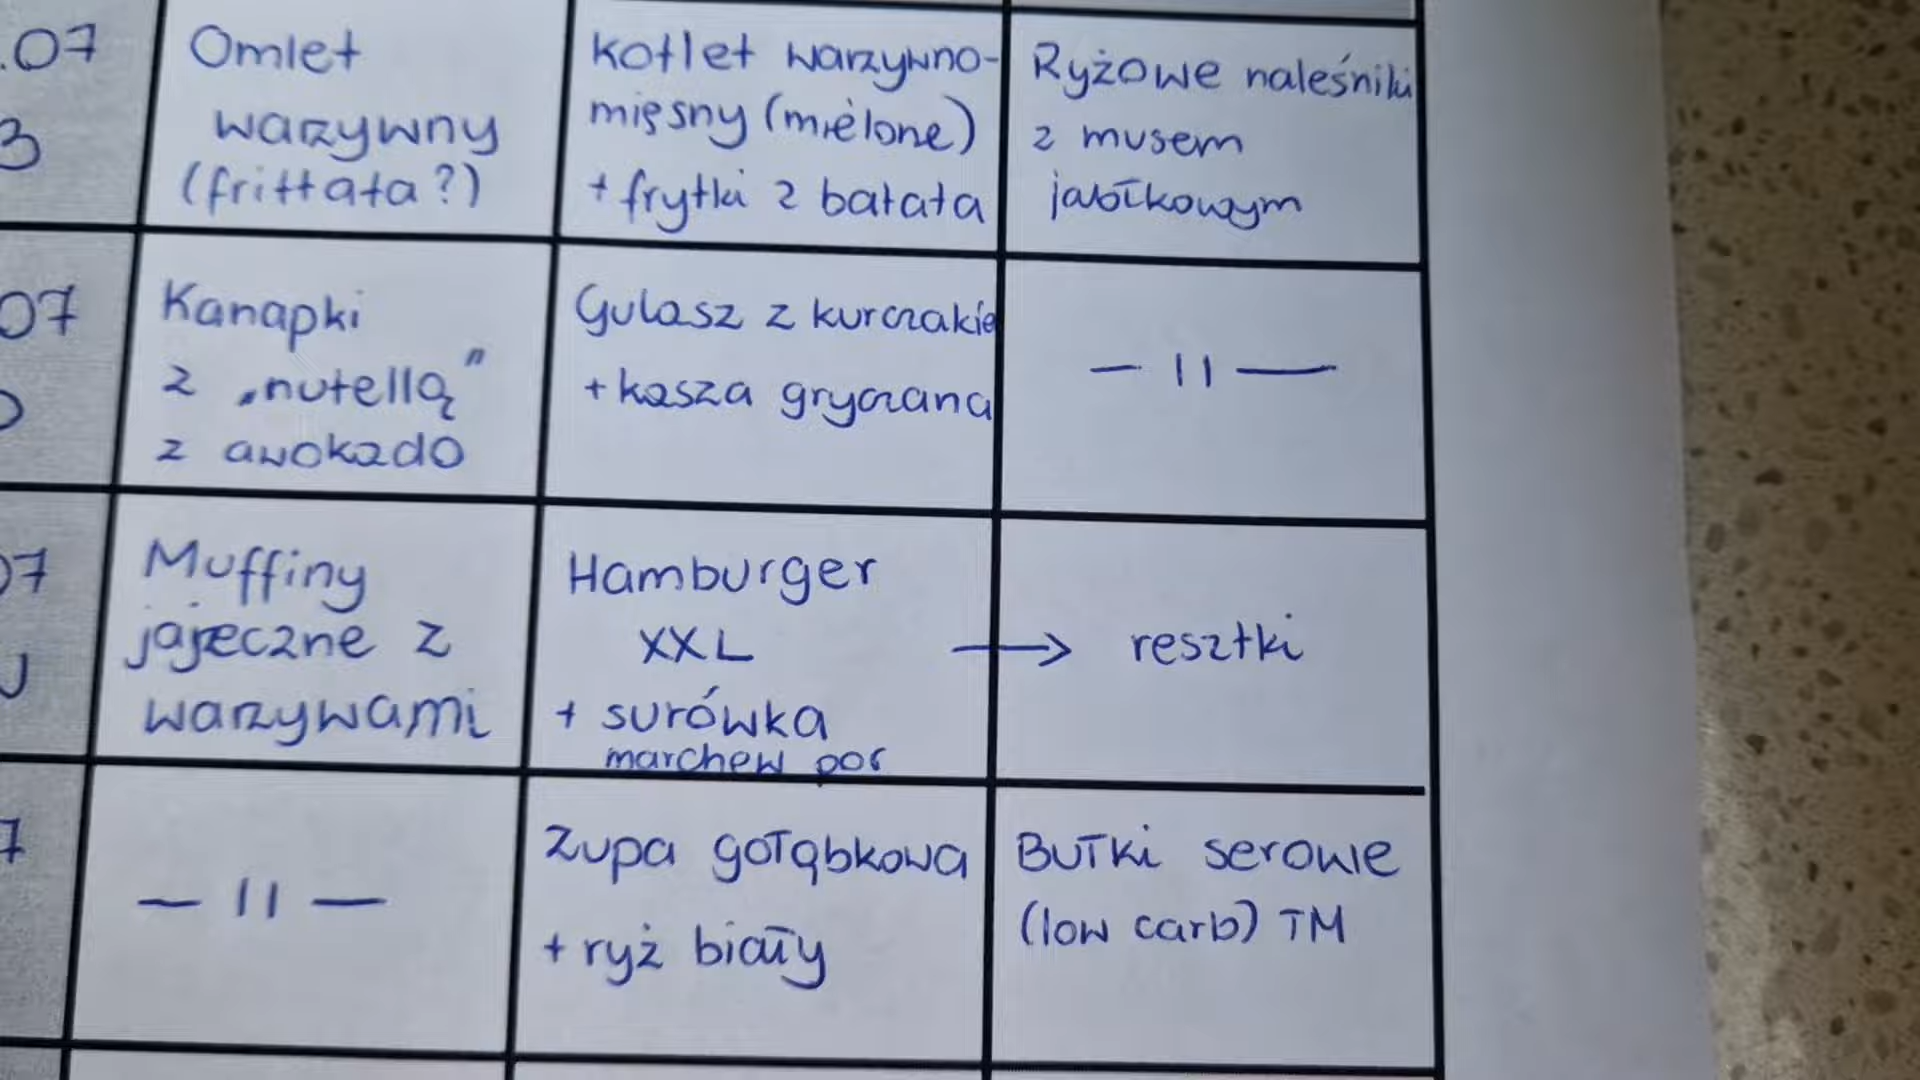 .07
Omlet
warzywny
(frittata?)
kotlet warzywno-
mięsny (mielone)
+ frytki z batata
Ryżowe naleśniki
z musem
jabłkowym
3
07
Kanapki
z „nutellą”
z awokado
Gulasz z kurczakie
+ kasza gryczana
— 11 —
07
Muffiny
jajeczne z
warzywami
Hamburger
XXL
+ surówka
marchew por
→ resztki
7
— 11 —
Zupa gołąbkowa
+ ryż biały
Bułki serowe
(low carb) TM